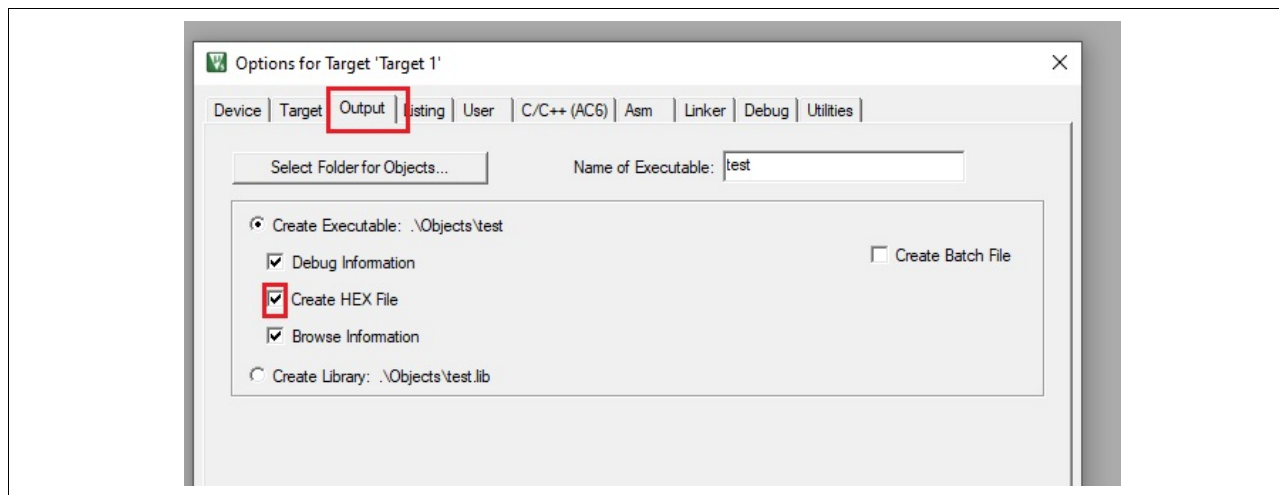 Options for Target 'Target 1'
Device Target Output Listing User C/C++ (AC6) Asm Linker Debug Utilities
Select Folder for Objects... Name of Executable: test
Create Executable: .\Objects\test
Create Batch File
Debug Information
Create HEX File
Browse Information
Create Library: .\Objects\test.lib